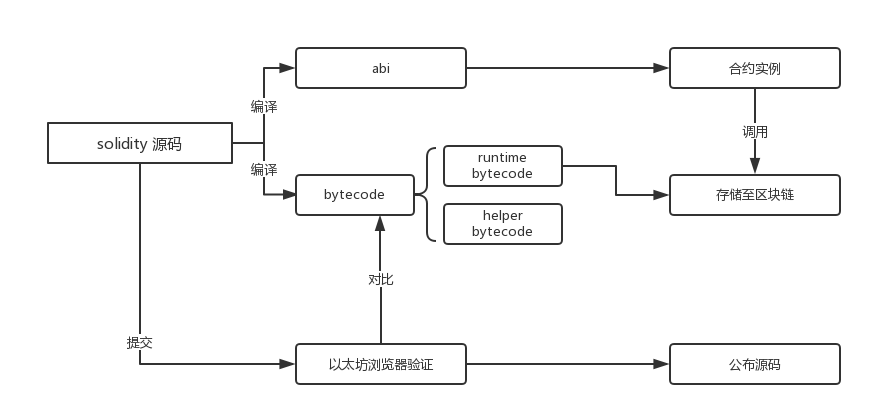 abi
合约实例
编译
调用
solidity 源码
编译
runtime
bytecode
bytecode
存储至区块链
helper
bytecode
对比
提交
以太坊浏览器验证
公布源码